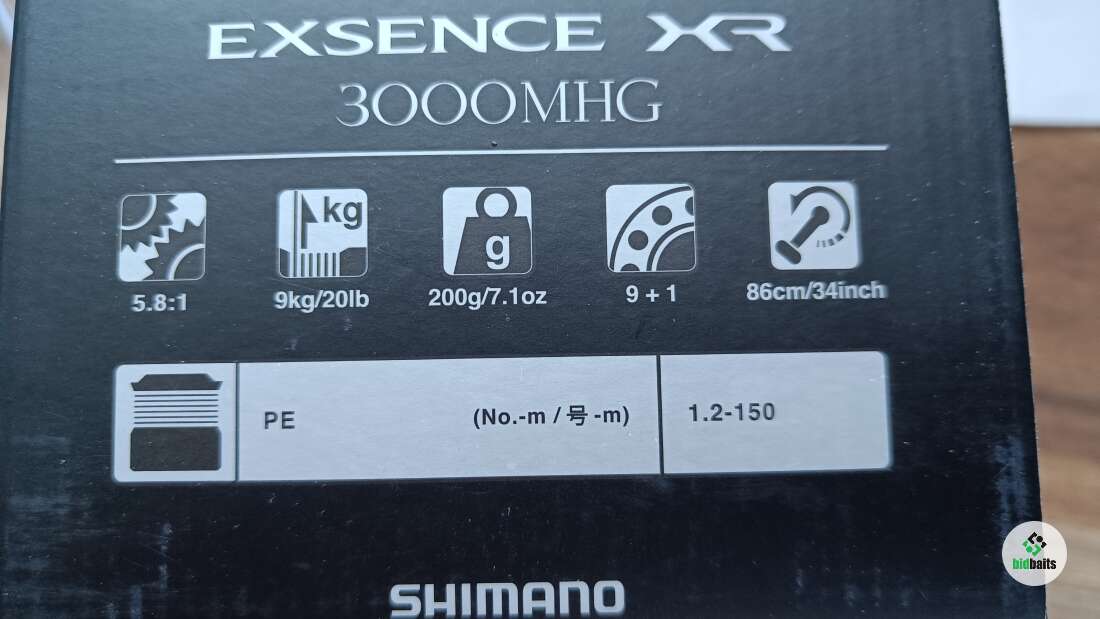 EXSENCE XR
3000MHG
kg
g
5.8:1 9kg/20lb 200g/7.1oz 9 + 1 86cm/34inch
PE (No.-m / 号 -m) 1.2-150
SHIMANO
bidbaits